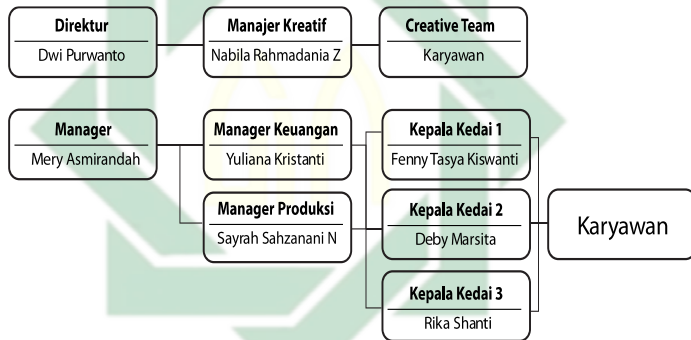 Direktur
Dwi Purwanto
Manajer Kreatif
Nabila Rahmadania Z
Creative Team
Karyawan
Manager
Mery Asmirandah
Manager Keuangan
Yuliana Kristanti
Manager Produksi
Sayrah Sahzanani N
Kepala Kedai 1
Fenny Tasya Kiswanti
Kepala Kedai 2
Deby Marsita
Kepala Kedai 3
Rika Shanti
Karyawan